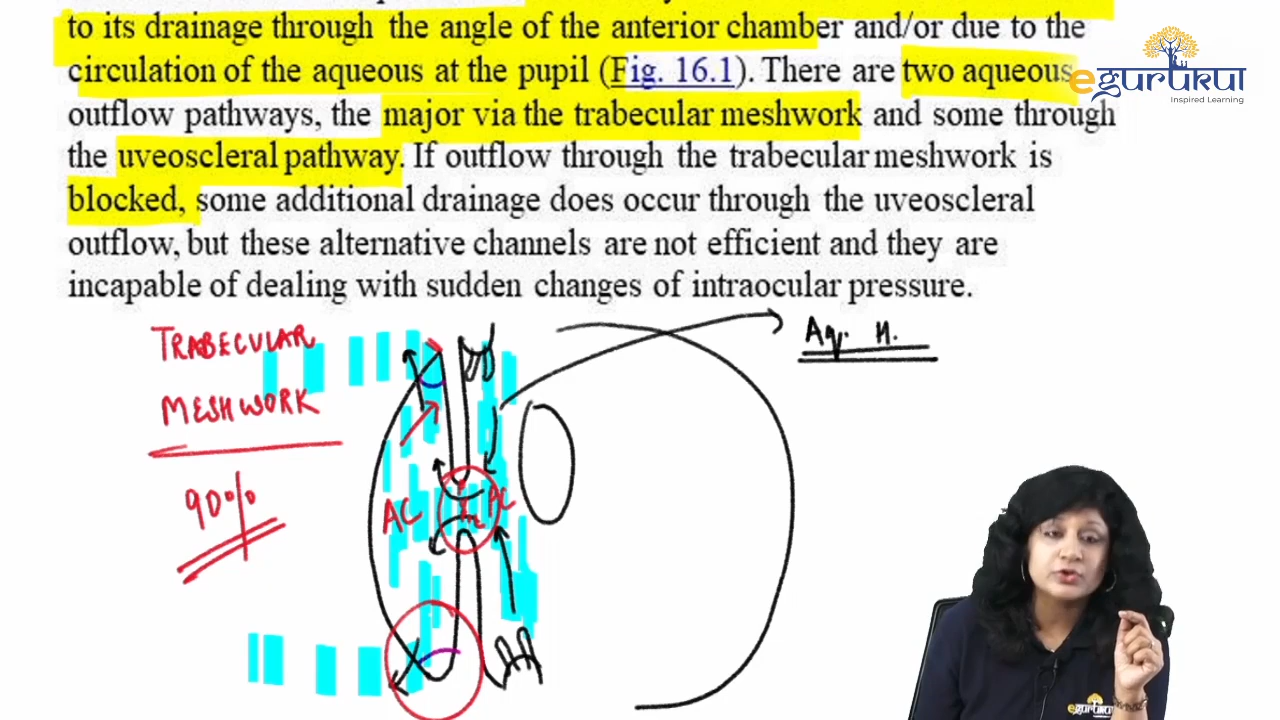 to its drainage through the angle of the anterior chamber and/or due to the
circulation of the aqueous at the pupil (Fig. 16.1). There are two aqueous
outflow pathways, the major via the trabecular meshwork and some through
the uveoscleral pathway. If outflow through the trabecular meshwork is
blocked, some additional drainage does occur through the uveoscleral
outflow, but these alternative channels are not efficient and they are
incapable of dealing with sudden changes of intraocular pressure.
egurukul
Inspired Learning
TRABECULAR
MESHWORK
90%
Aq. H.
AC
PC
egurukul